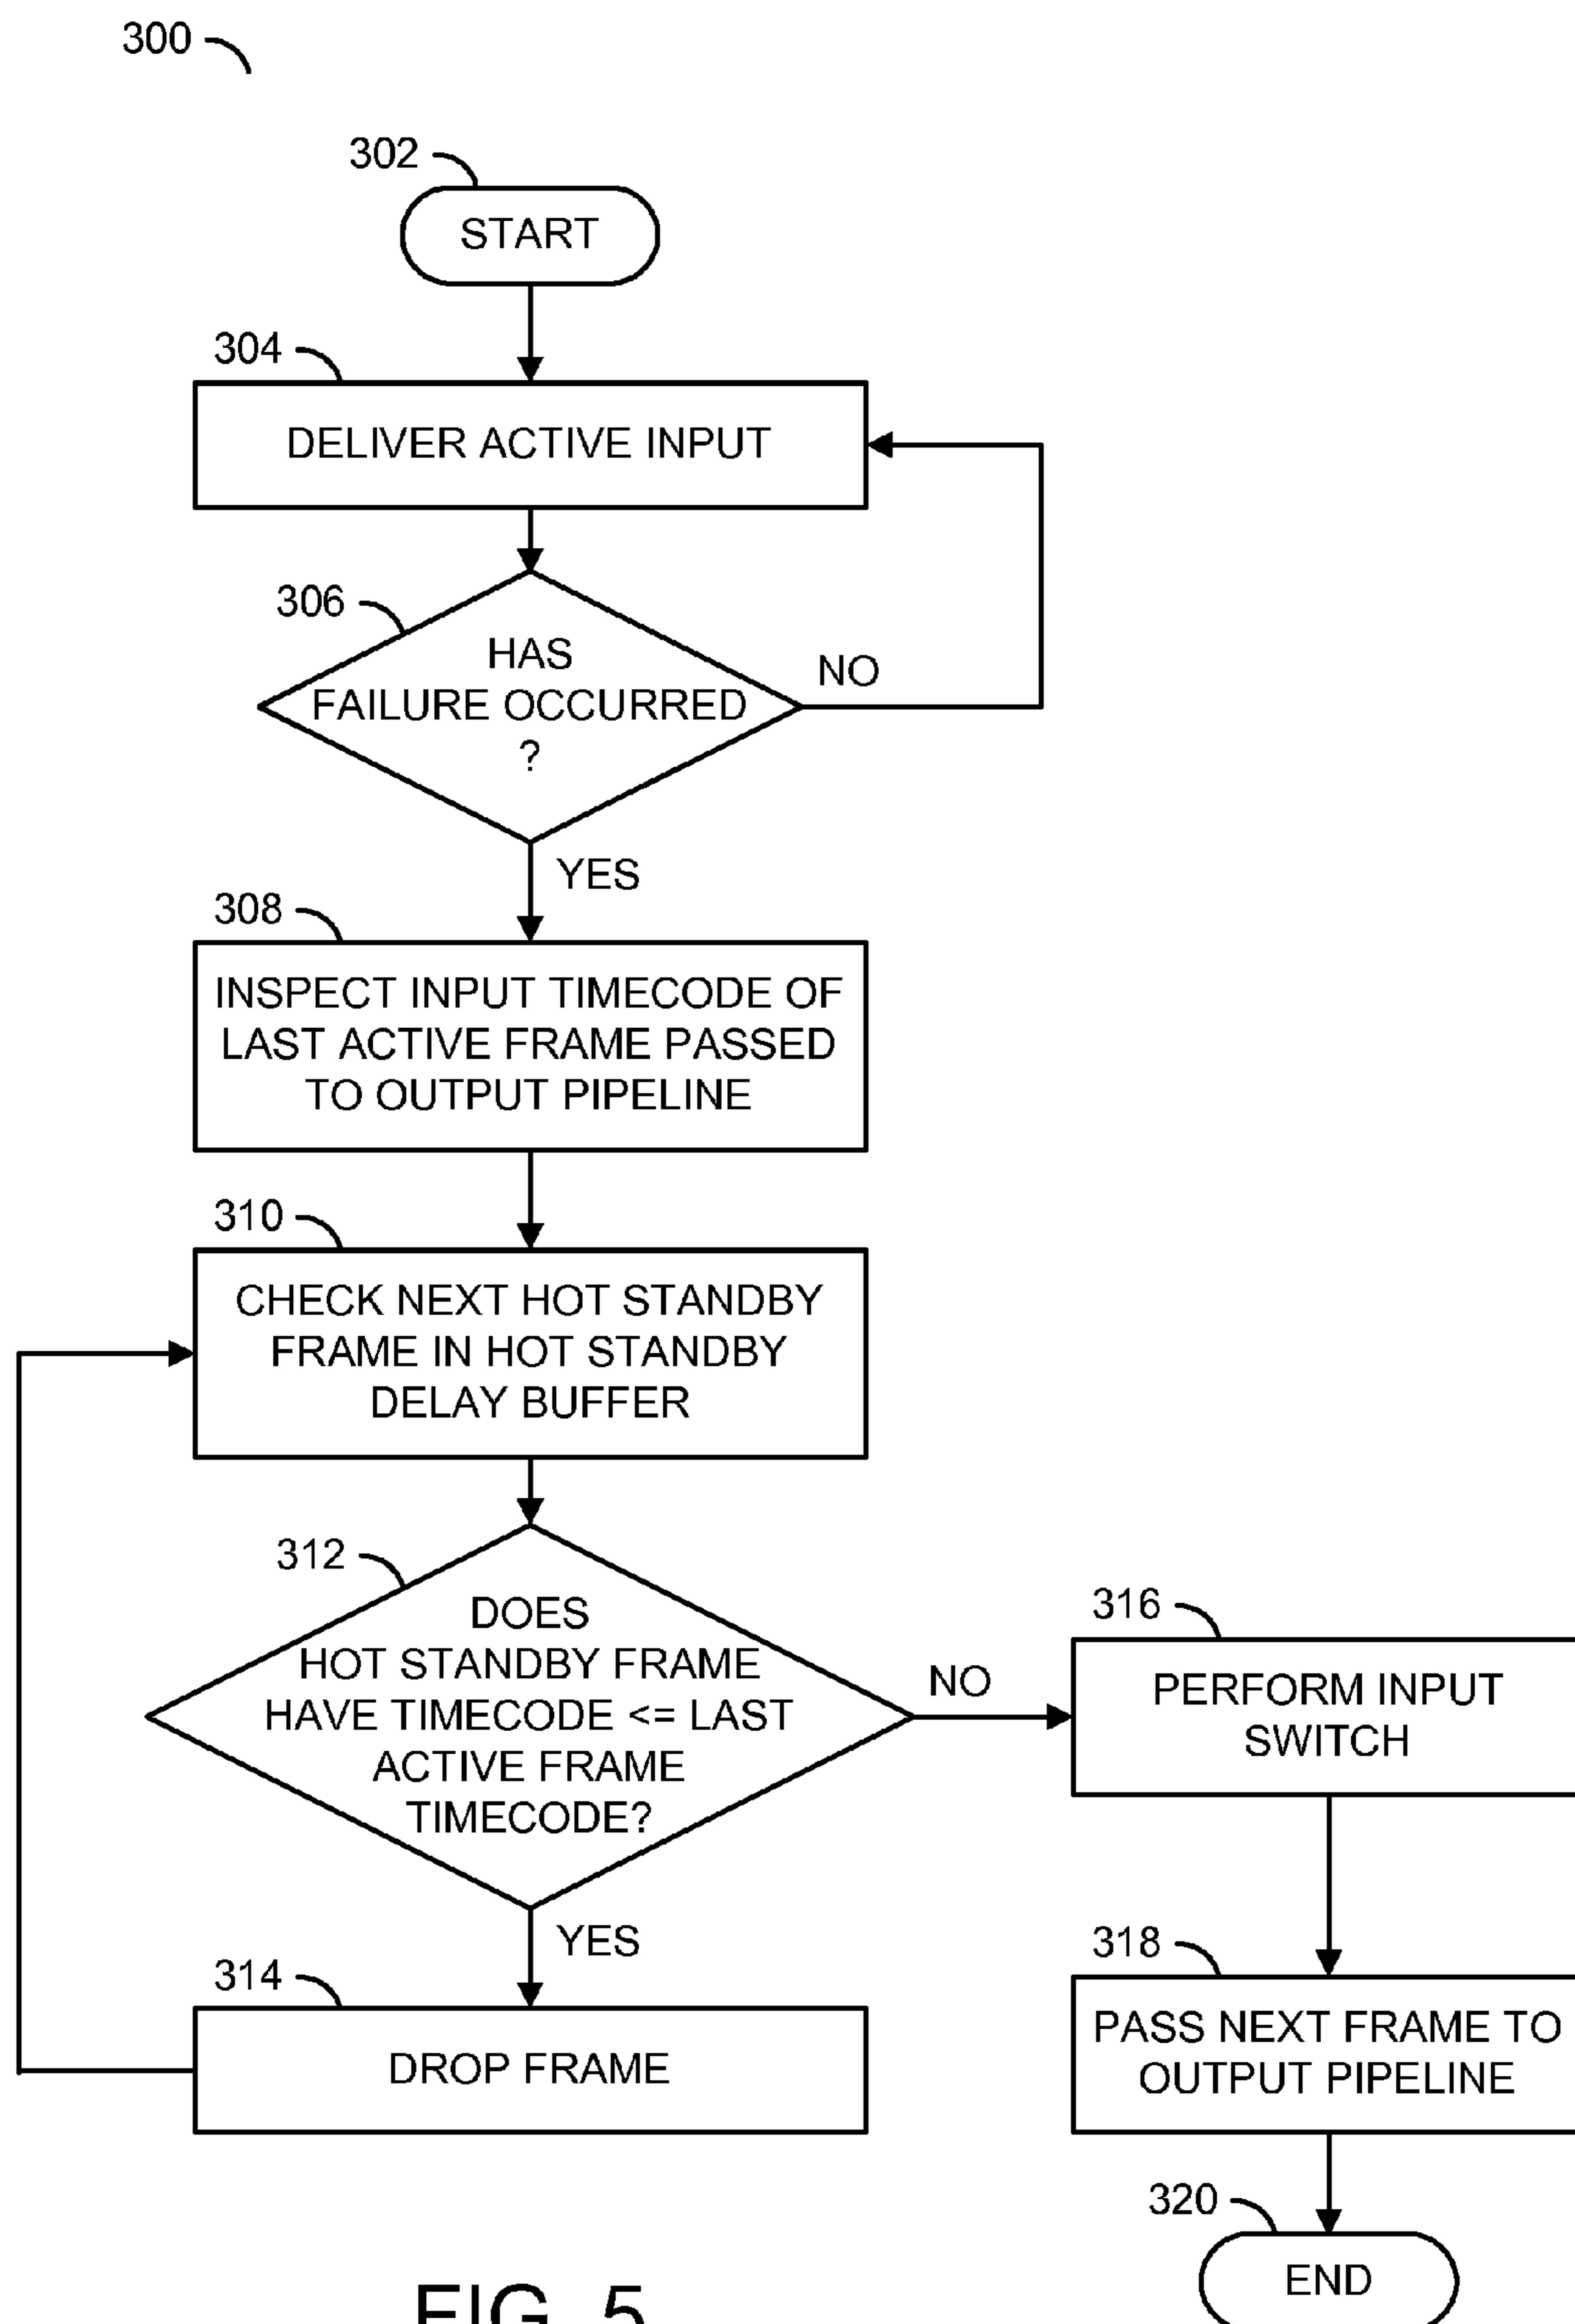 300
302
START
304
DELIVER ACTIVE INPUT
306
HAS
FAILURE OCCURRED
?
NO
YES
308
INSPECT INPUT TIMECODE OF
LAST ACTIVE FRAME PASSED
TO OUTPUT PIPELINE
310
CHECK NEXT HOT STANDBY
FRAME IN HOT STANDBY
DELAY BUFFER
312
DOES
HOT STANDBY FRAME
HAVE TIMECODE <= LAST
ACTIVE FRAME
TIMECODE?
NO
YES
314
DROP FRAME
316
PERFORM INPUT
SWITCH
318
PASS NEXT FRAME TO
OUTPUT PIPELINE
320
END
FIG. 5